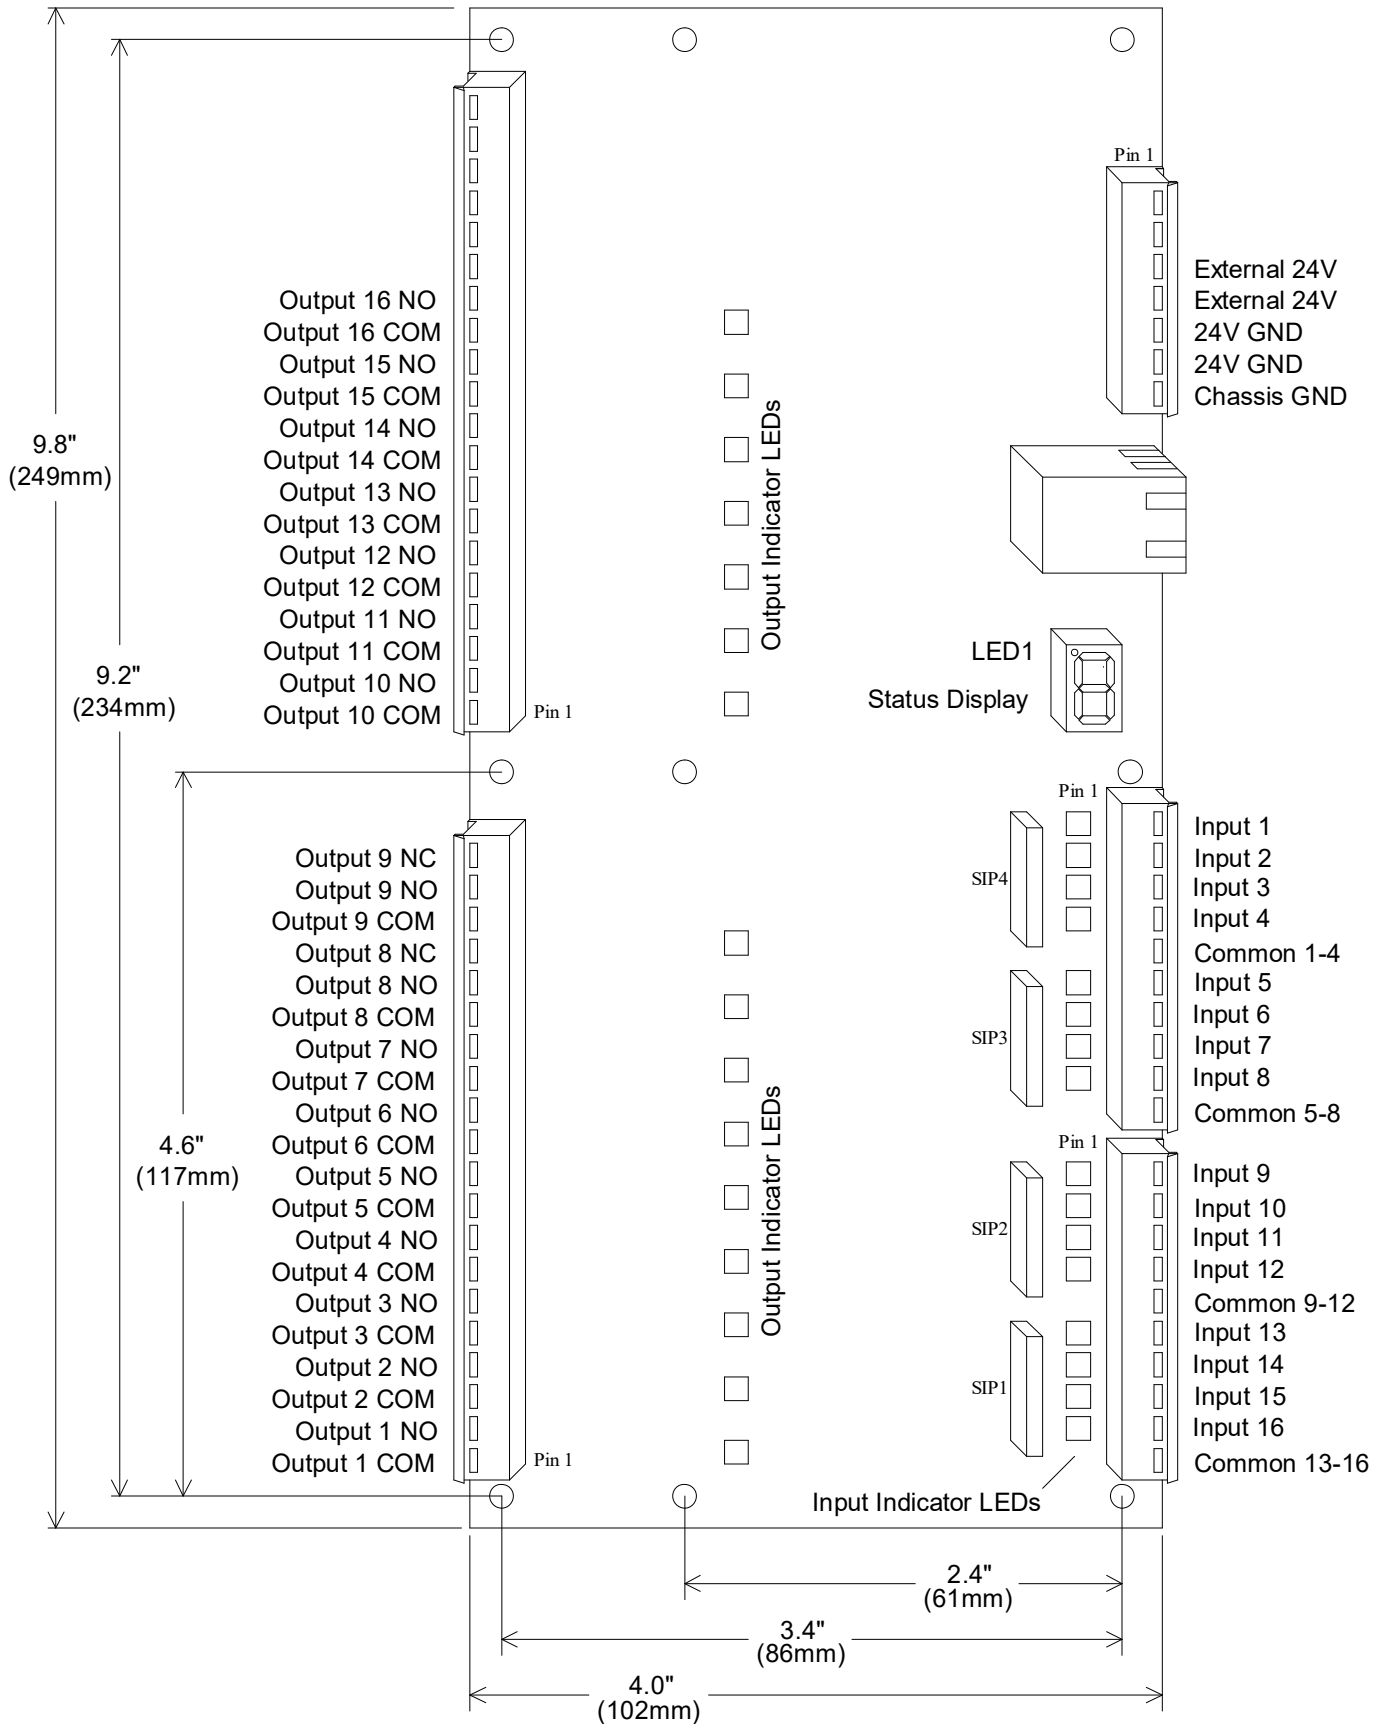 Pin 1
External 24V
External 24V
24V GND
24V GND
Chassis GND
Output 16 NO
Output 16 COM
Output 15 NO
Output 15 COM
Output 14 NO
Output 14 COM
Output 13 NO
Output 13 COM
Output 12 NO
Output 12 COM
Output 11 NO
Output 11 COM
Output 10 NO
Output 10 COM
Pin 1
9.8"
(249mm)
9.2"
(234mm)
4.6"
(117mm)
Output Indicator LEDs
LED1
Status Display
Output 9 NC
Output 9 NO
Output 9 COM
Output 8 NC
Output 8 NO
Output 8 COM
Output 7 NO
Output 7 COM
Output 6 NO
Output 6 COM
Output 5 NO
Output 5 COM
Output 4 NO
Output 4 COM
Output 3 NO
Output 3 COM
Output 2 NO
Output 2 COM
Output 1 NO
Output 1 COM
Pin 1
Output Indicator LEDs
SIP4
SIP3
SIP2
SIP1
Pin 1
Input 1
Input 2
Input 3
Input 4
Common 1-4
Input 5
Input 6
Input 7
Input 8
Common 5-8
Pin 1
Input 9
Input 10
Input 11
Input 12
Common 9-12
Input 13
Input 14
Input 15
Input 16
Common 13-16
Input Indicator LEDs
2.4"
(61mm)
3.4"
(86mm)
4.0"
(102mm)